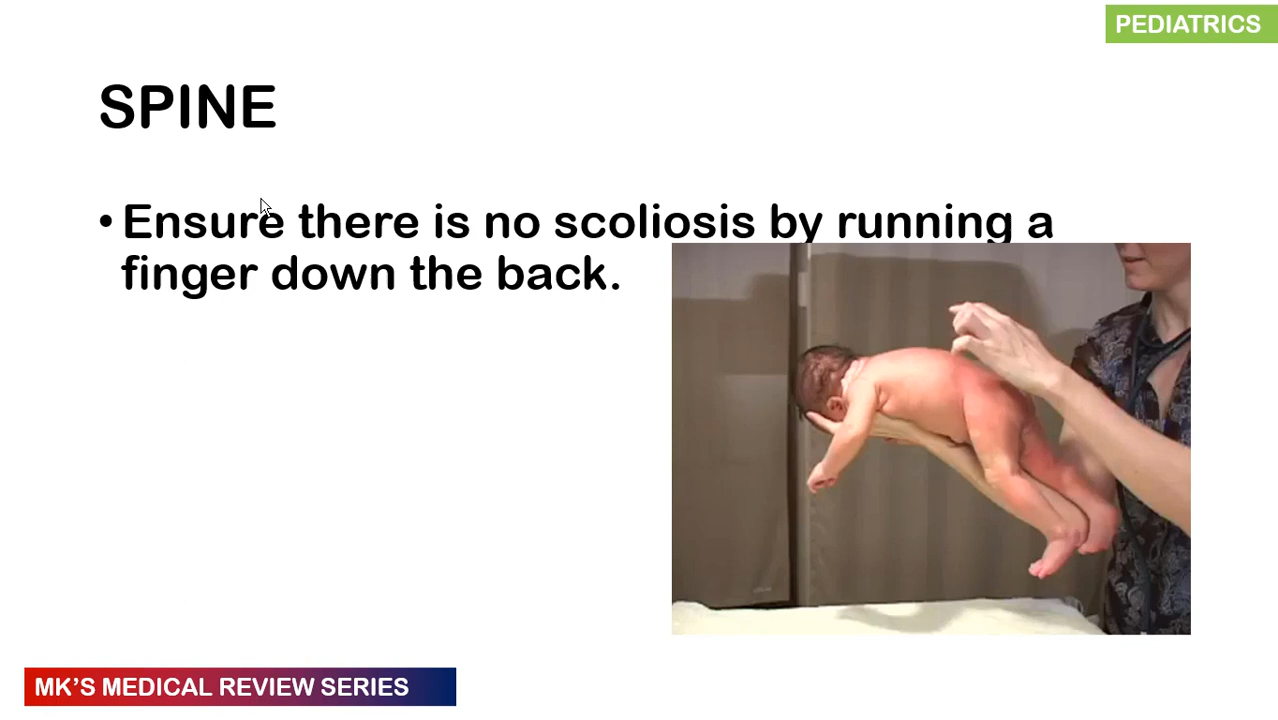 PEDIATRICS
SPINE
• Ensure there is no scoliosis by running a
finger down the back.
MK'S MEDICAL REVIEW SERIES